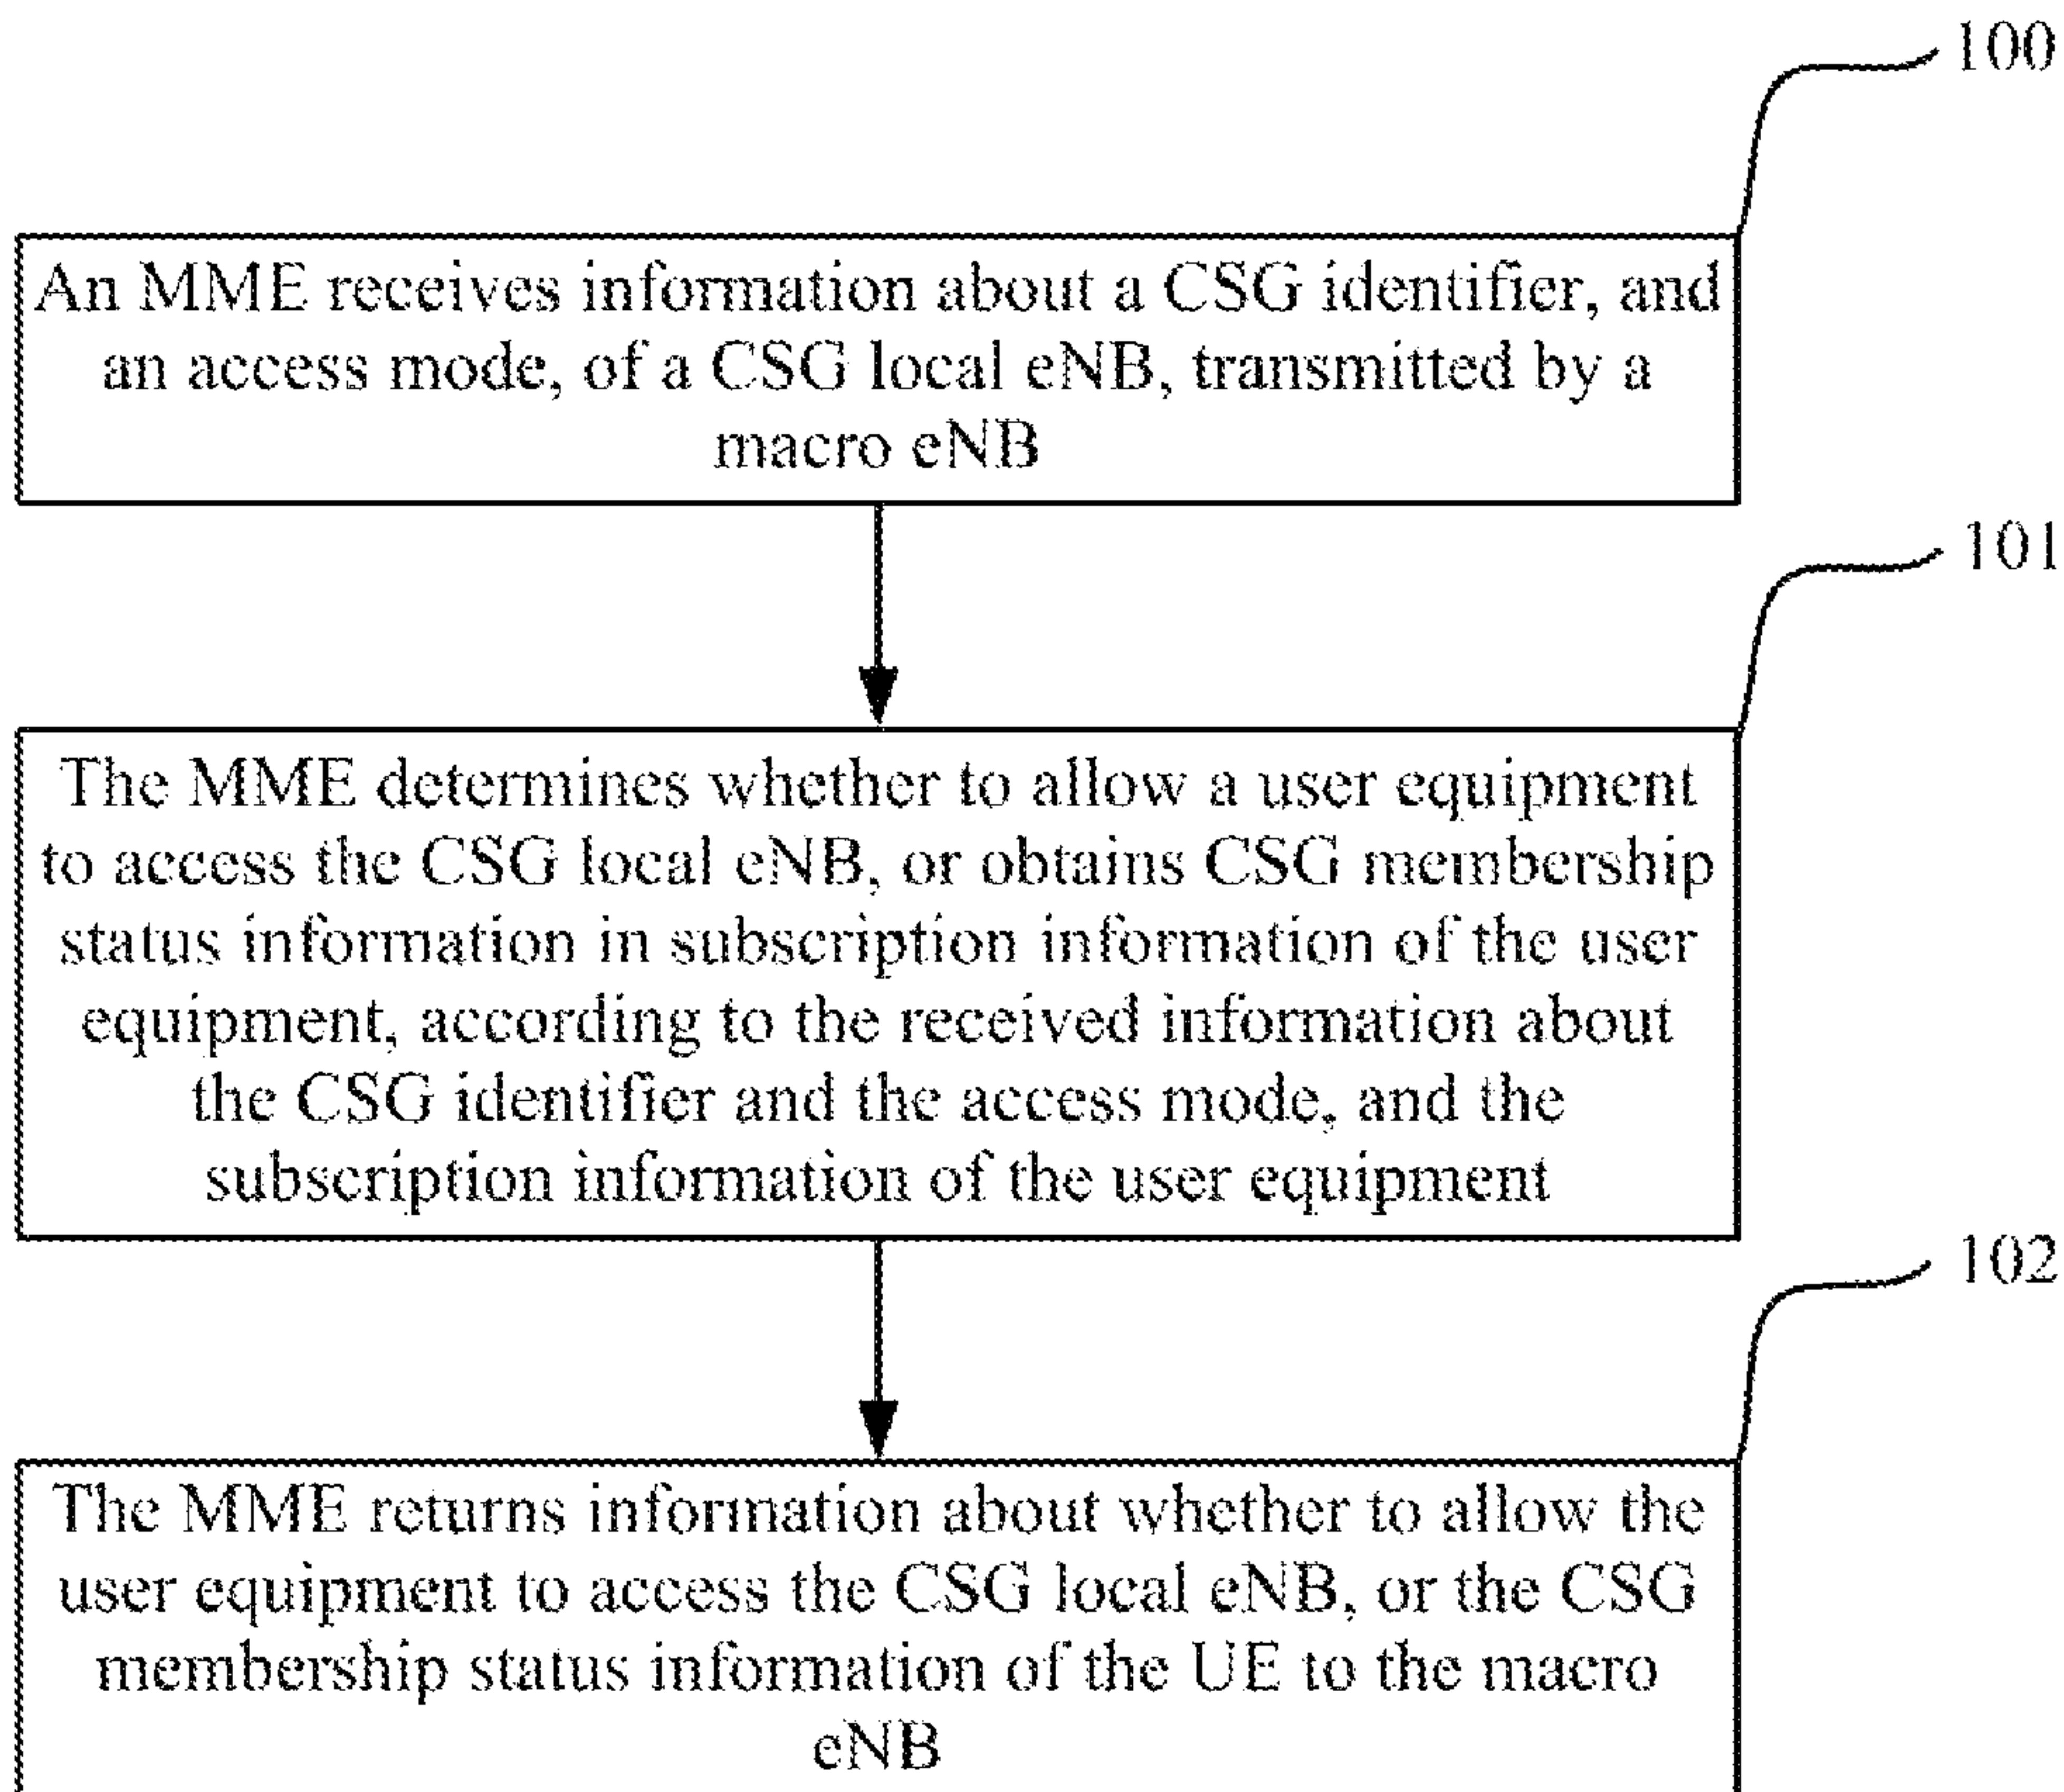 100
An MME receives information about a CSG identifier, and
an access mode, of a CSG local eNB, transmitted by a
macro eNB
101
The MME determines whether to allow a user equipment
to access the CSG local eNB, or obtains CSG membership
status information in subscription information of the user
equipment, according to the received information about
the CSG identifier and the access mode, and the
subscription information of the user equipment
102
The MME returns information about whether to allow the
user equipment to access the CSG local eNB, or the CSG
membership status information of the UE to the macro
eNB